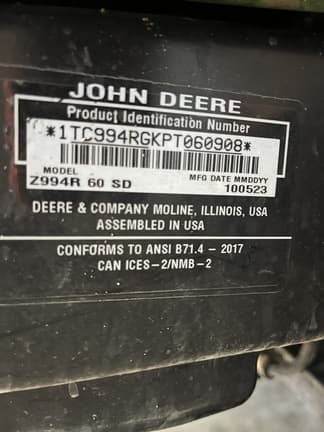 JOHN DEERE
Product Identification Number
*1TC994RGKPT060908*
MODEL MFG DATE MMDDYY
Z994R 60 SD 100523
DEERE & COMPANY MOLINE, ILLINOIS, USA
ASSEMBLED IN USA
CONFORMS TO ANSI B71.4 - 2017
CAN ICES-2/NMB-2